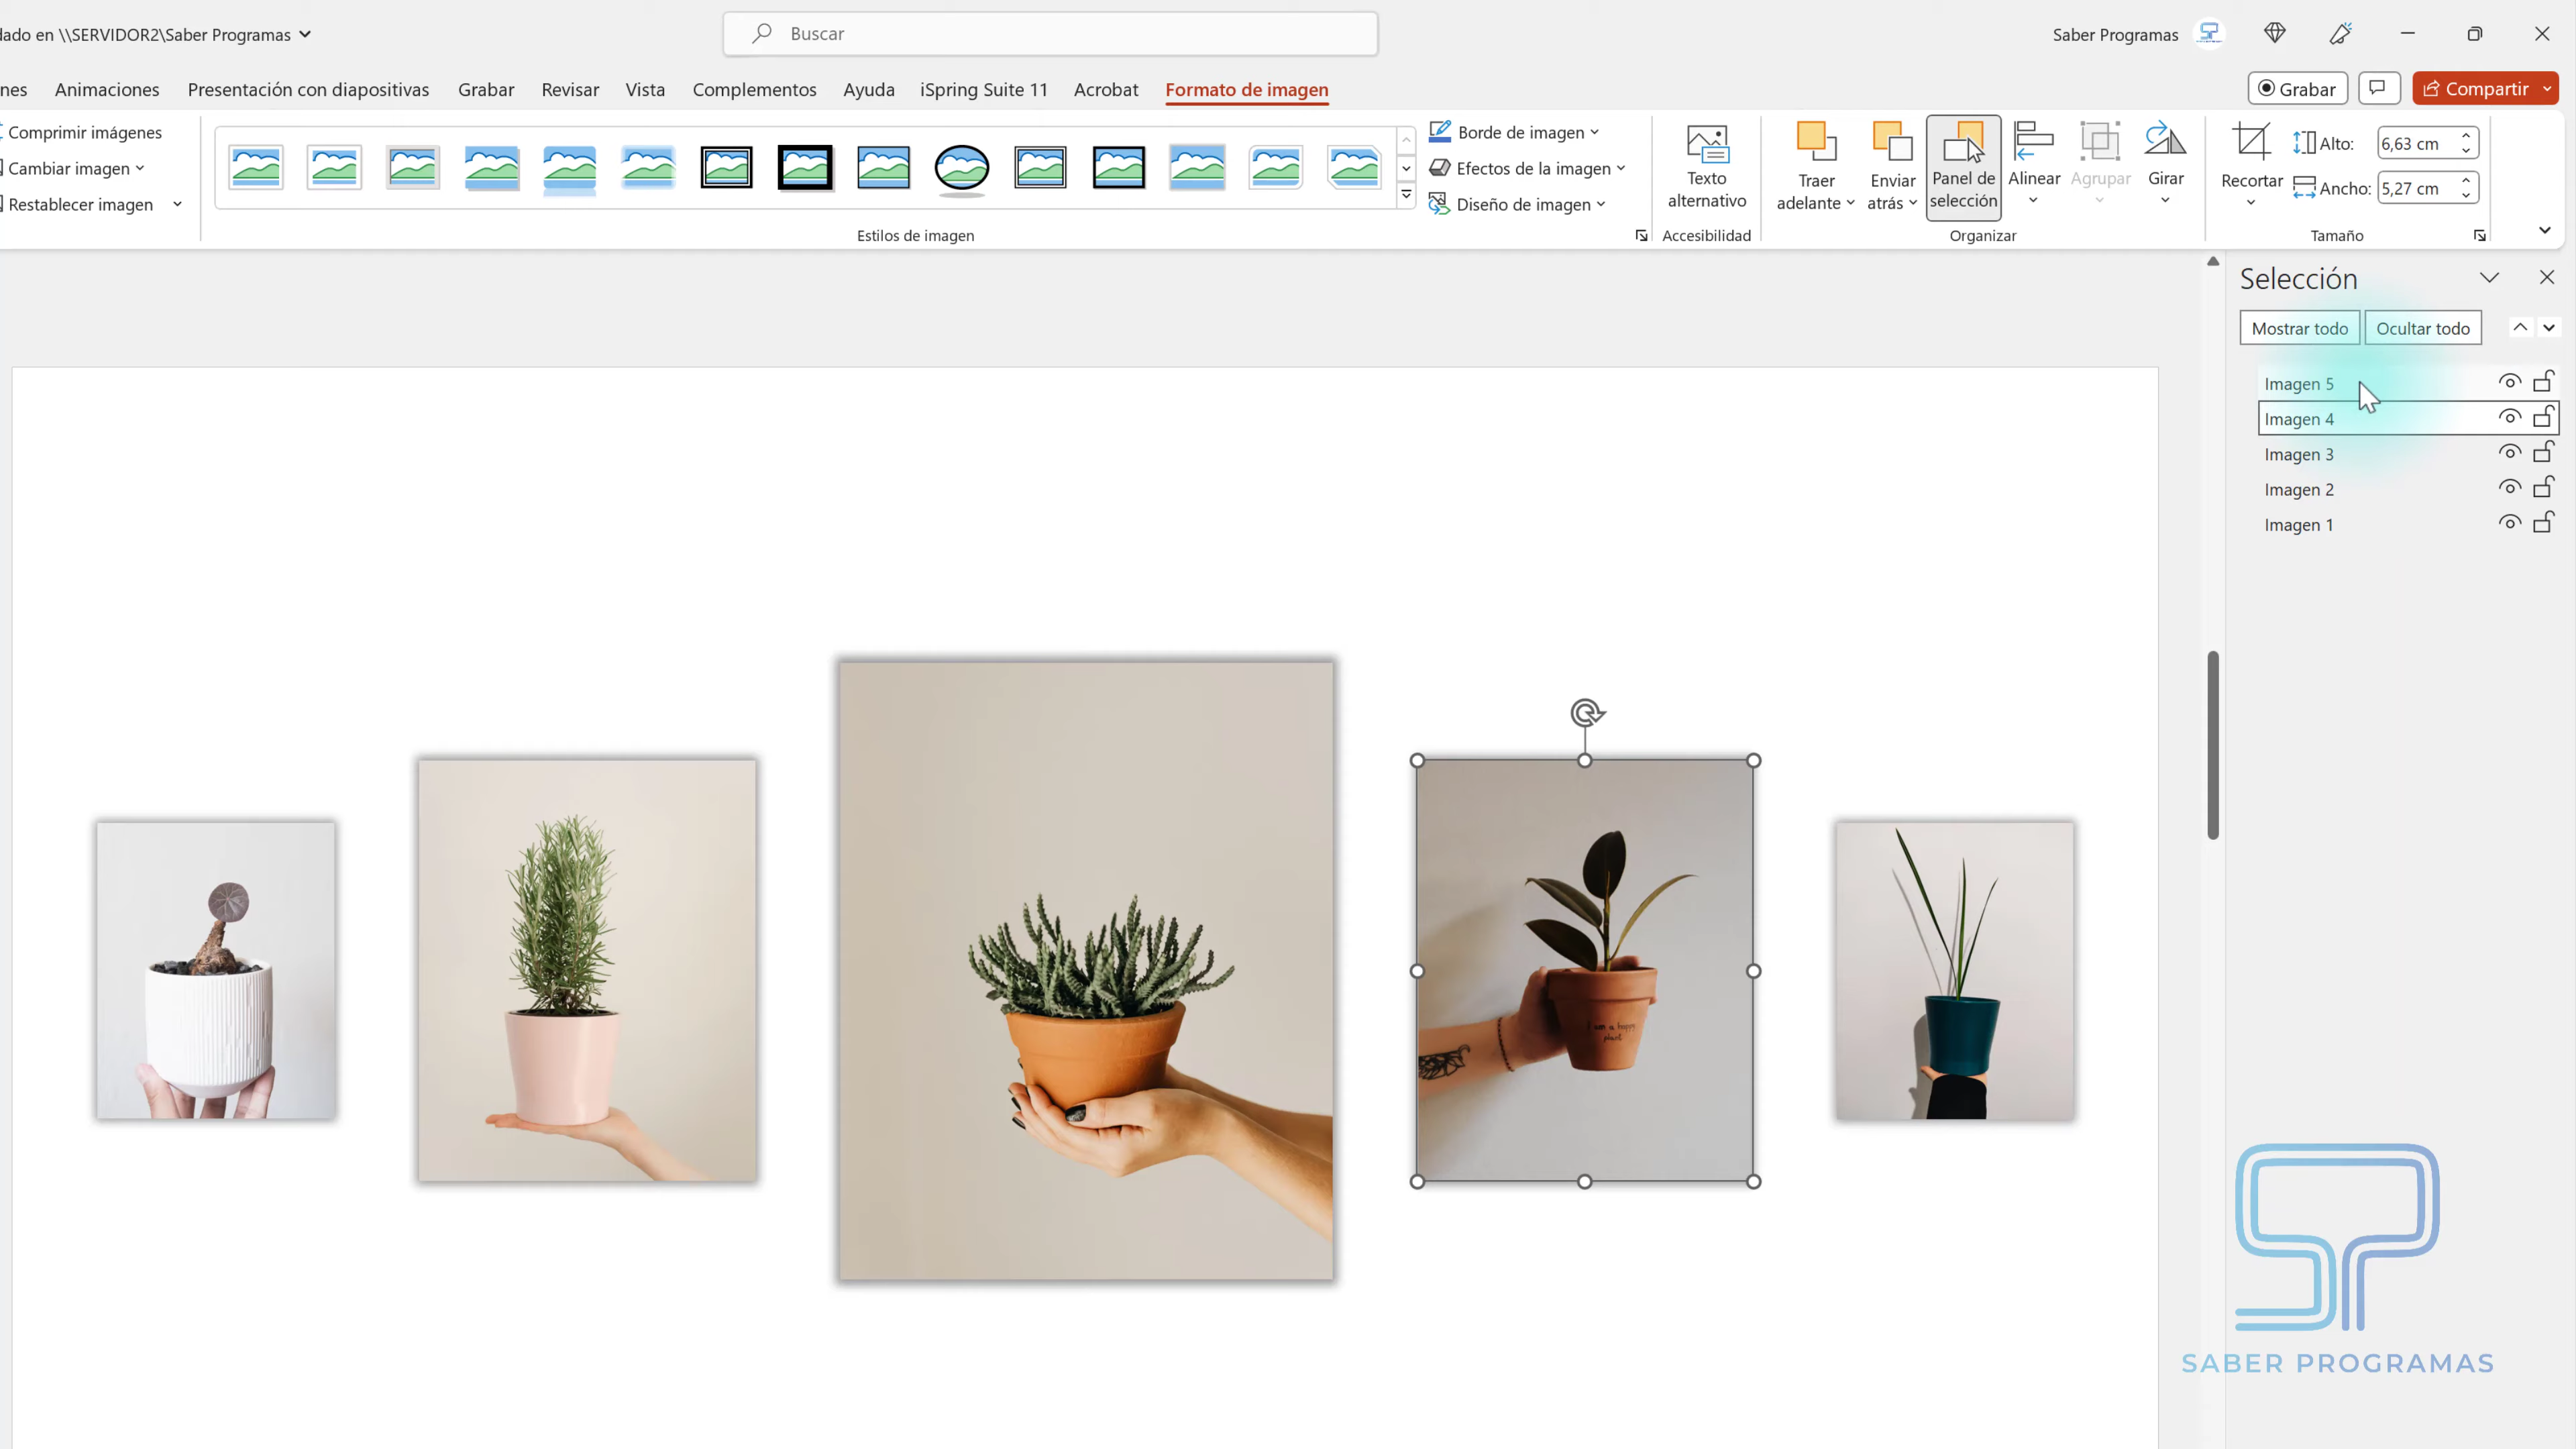 dado en \\SERVIDOR2\Saber Programas
Buscar
Saber Programas
nes
Animaciones
Presentación con diapositivas
Grabar
Revisar
Vista
Complementos
Ayuda
iSpring Suite 11
Acrobat
Formato de imagen
Grabar
Compartir
Comprimir imágenes
Cambiar imagen
Restablecer imagen
Estilos de imagen
Borde de imagen
Efectos de la imagen
Diseño de imagen
Texto
alternativo
Accesibilidad
Traer
adelante
Enviar
atrás
Panel de
selección
Alinear
Agrupar
Girar
Organizar
Recortar
Alto:
6,63 cm
Ancho:
5,27 cm
Tamaño
Selección
Mostrar todo
Ocultar todo
Imagen 5
Imagen 4
Imagen 3
Imagen 2
Imagen 1
I am a happy
plant
SABER PROGRAMAS